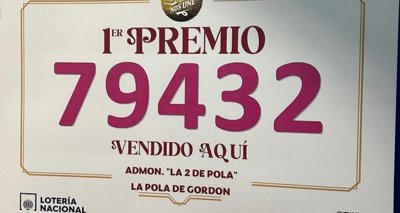 NOS UNE
1ER PREMIO
79432
VENDIDO AQUÍ
ADMON. "LA 2 DE POLA"
LA POLA DE GORDON
LOTERÍA
NACIONAL